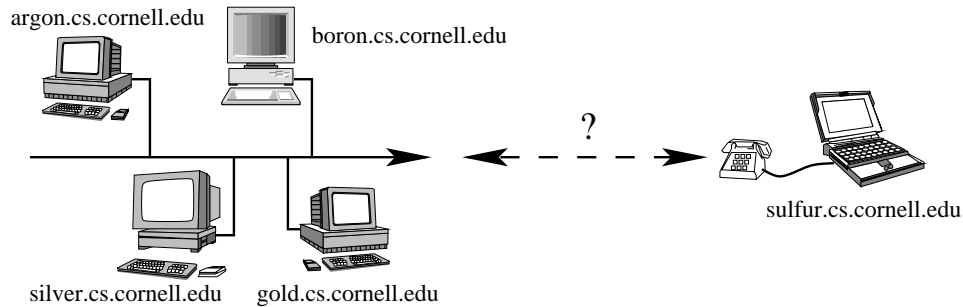 argon.cs.cornell.edu
boron.cs.cornell.edu
?
sulfur.cs.cornell.edu
silver.cs.cornell.edu
gold.cs.cornell.edu